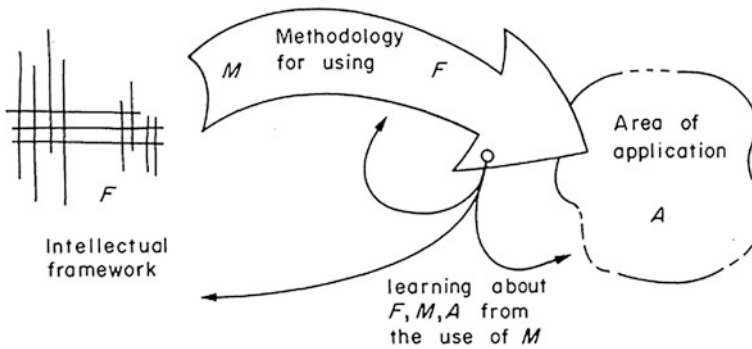 F
Intellectual
framework
M
Methodology
for using F
Area of
application
A
learning about
F, M, A from
the use of M